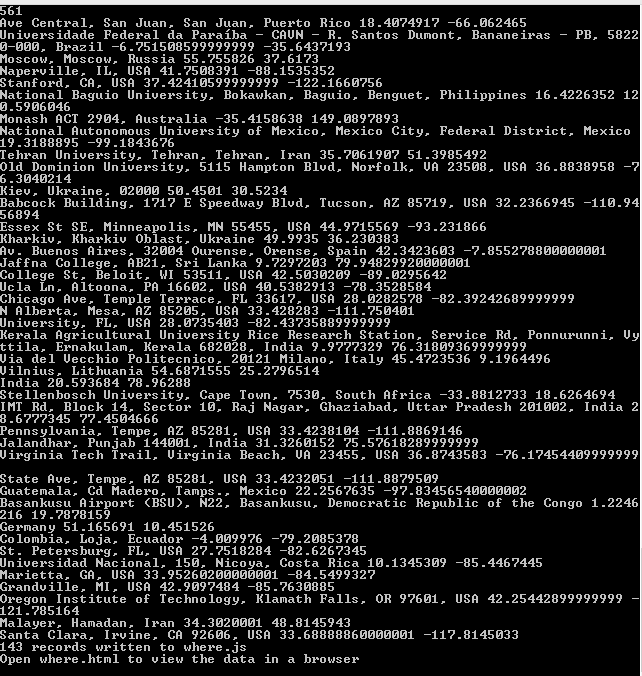 561
Ave Central, San Juan, San Juan, Puerto Rico 18.4074917 -66.062465
Universidade Federal da Paraíba - CAVN - R. Santos Dumont, Bananeiras - PB, 5822
0-000, Brazil -6.751508599999999 -35.6437193
Moscow, Moscow, Russia 55.755826 37.6173
Naperville, IL, USA 41.7508391 -88.1535352
Stanford, CA, USA 37.42410599999999 -122.1660756
National Baguio University, Bokawkan, Baguio, Benguet, Philippines 16.4226352 12
0.5906046
Monash ACT 2904, Australia -35.4158638 149.0897893
National Autonomous University of Mexico, Mexico City, Federal District, Mexico
19.3188895 -99.1843676
Tehran University, Tehran, Tehran, Iran 35.7061907 51.3985492
Old Dominion University, 5115 Hampton Blvd, Norfolk, VA 23508, USA 36.8838958 -7
6.3040214
Kiev, Ukraine, 02000 50.4501 30.5234
Babcock Building, 1717 E Speedway Blvd, Tucson, AZ 85719, USA 32.2366945 -110.94
56894
Essex St SE, Minneapolis, MN 55455, USA 44.9715569 -93.231866
Kharkiv, Kharkiv Oblast, Ukraine 49.9935 36.230383
Av. Buenos Aires, 32004 Ourense, Orense, Spain 42.3423603 -7.855278800000001
Jaffna College, AB21, Sri Lanka 9.7297203 79.94829920000001
College St, Beloit, WI 53511, USA 42.5030209 -89.0295642
Ucla Ln, Altoona, PA 16602, USA 40.5382913 -78.3528584
Chicago Ave, Temple Terrace, FL 33617, USA 28.0282578 -82.39242689999999
N Alberta, Mesa, AZ 85205, USA 33.428283 -111.750401
University, FL, USA 28.0735403 -82.43735889999999
Kerala Agricultural University Rice Research Station, Service Rd, Ponnurunni, Vy
ttila, Ernakulam, Kerala 682028, India 9.9777329 76.31809369999999
Via del Vecchio Politecnico, 20121 Milano, Italy 45.4723536 9.1964496
Vilnius, Lithuania 54.6871555 25.2796514
India 20.593684 78.96288
Stellenbosch University, Cape Town, 7530, South Africa -33.8812733 18.6264694
IMT Rd, Block 14, Sector 10, Raj Nagar, Ghaziabad, Uttar Pradesh 201002, India 2
8.6777345 77.4504666
Pennsylvania, Tempe, AZ 85281, USA 33.4238104 -111.8869146
Jalandhar, Punjab 144001, India 31.3260152 75.57618289999999
Virginia Tech Trail, Virginia Beach, VA 23455, USA 36.8743583 -76.17454409999999
State Ave, Tempe, AZ 85281, USA 33.4232051 -111.8879509
Guatemala, Cd Madero, Tamps., Mexico 22.2567635 -97.83456540000002
Basankusu Airport (BSU), N22, Basankusu, Democratic Republic of the Congo 1.2246
216 19.7878159
Germany 51.165691 10.451526
Colombia, Loja, Ecuador -4.009976 -79.2085378
St. Petersburg, FL, USA 27.7518284 -82.6267345
Universidad Nacional, 150, Nicoya, Costa Rica 10.1345309 -85.4467445
Marietta, GA, USA 33.95260200000001 -84.5499327
Grandville, MI, USA 42.9097484 -85.7630885
Oregon Institute of Technology, Klamath Falls, OR 97601, USA 42.25442899999999 -
121.785164
Malayer, Hamadan, Iran 34.3020001 48.8145943
Santa Clara, Irvine, CA 92606, USA 33.68888860000001 -117.8145033
143 records written to where.js
Open where.html to view the data in a browser